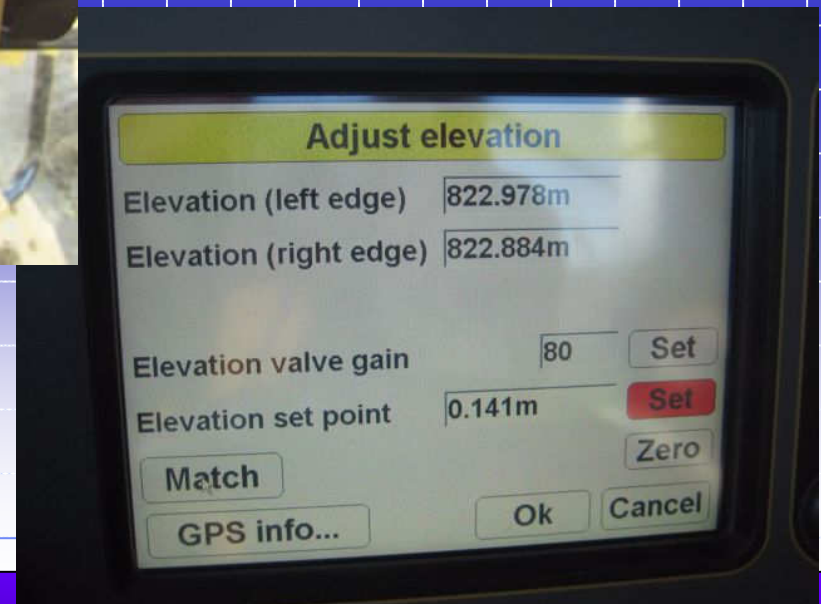 Adjust elevation
Elevation (left edge) 822.978m
Elevation (right edge) 822.884m
Elevation valve gain 80 Set
Elevation set point 0.141m Set
Zero
Match
GPS info... Ok Cancel